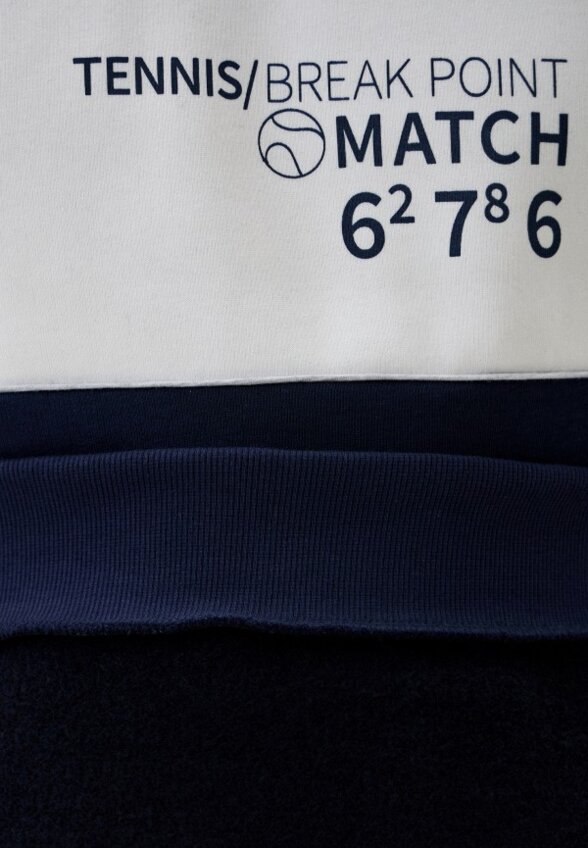 TENNIS/BREAK POINT
MATCH
6² 7⁸ 6